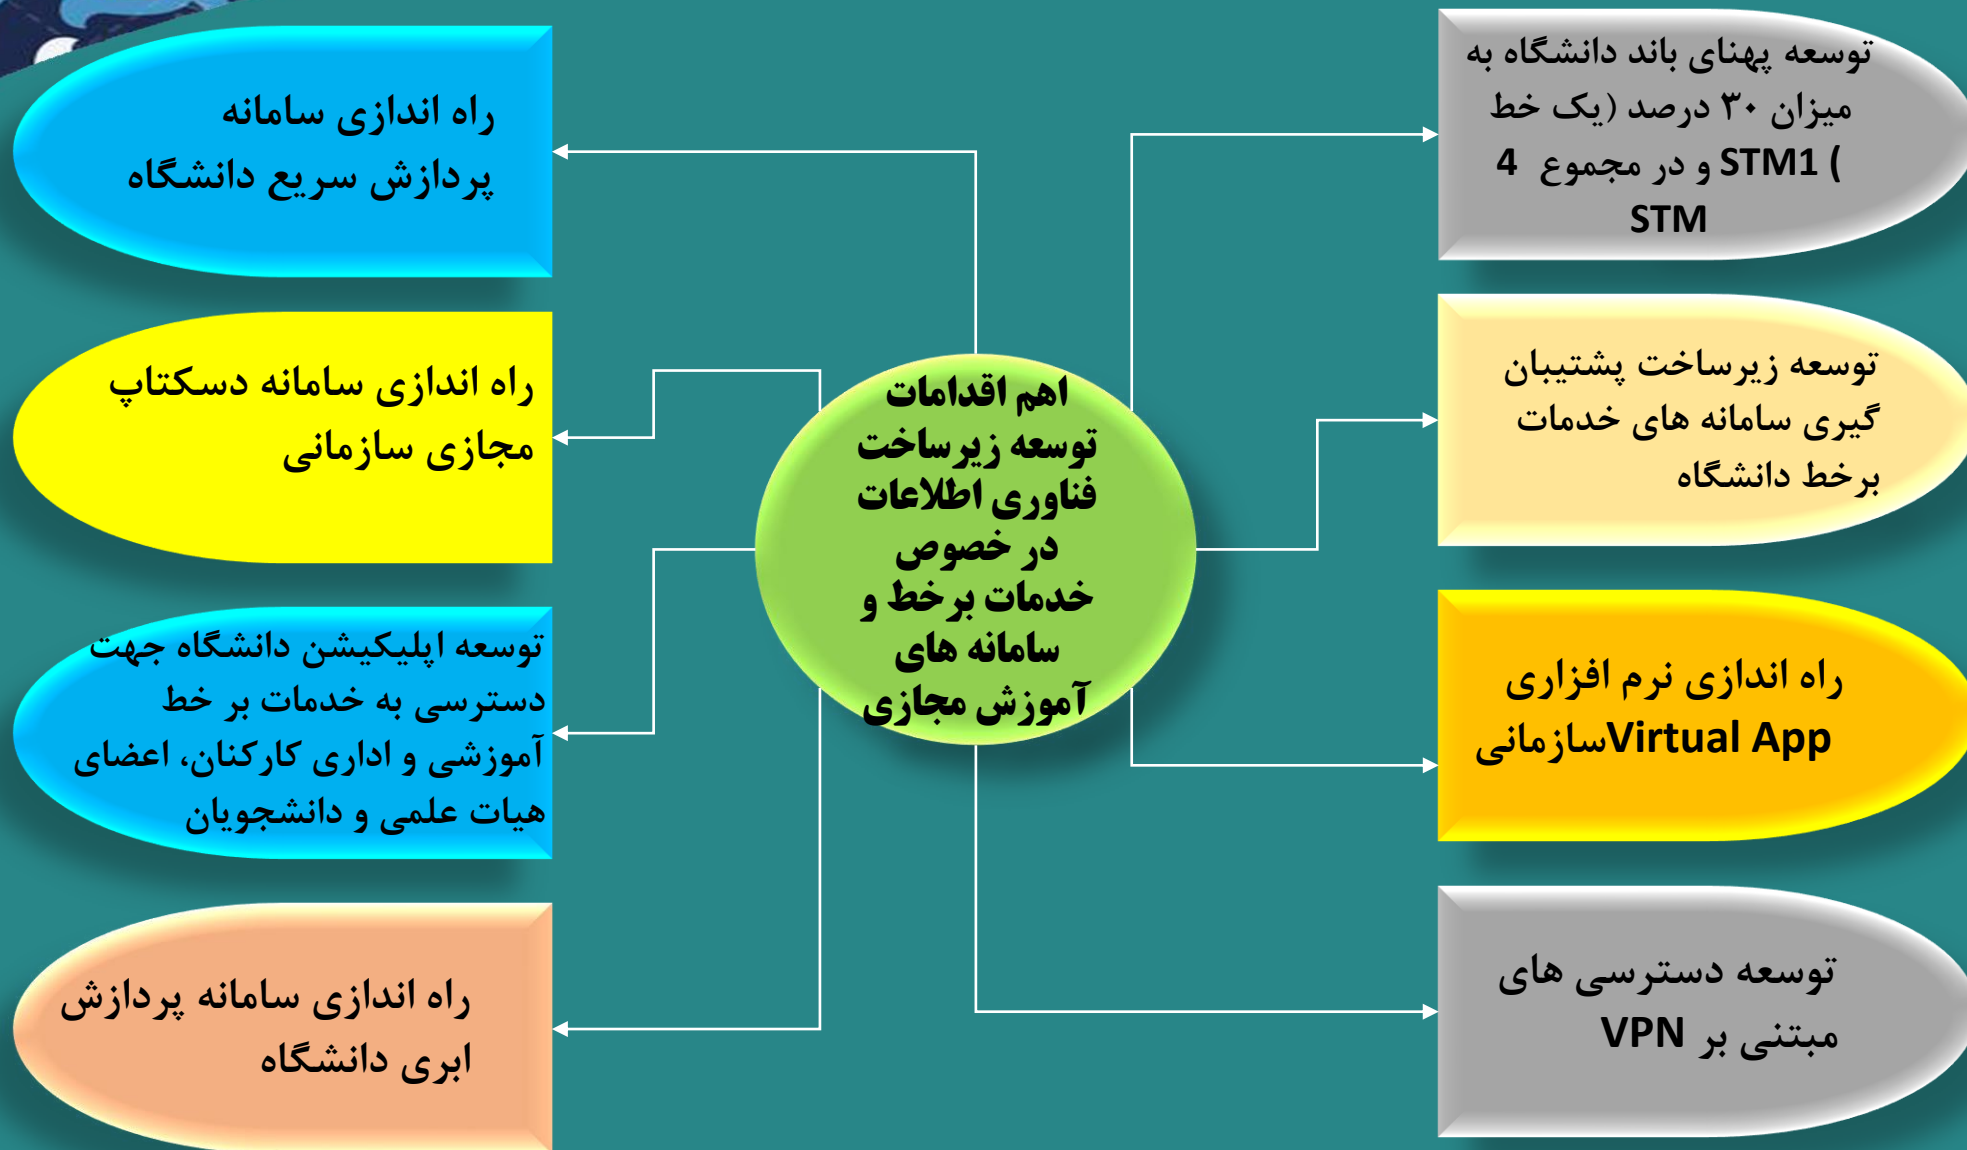 اهم اقدامات
توسعه زیرساخت
فناوری اطلاعات
در خصوص
خدمات برخط و
سامانه های
آموزش مجازی
توسعه پهنای باند دانشگاه به
میزان ۳۰ درصد (یک خط
STM1 ) و در مجموع 4
STM
توسعه زیرساخت پشتیبان
گیری سامانه های خدمات
برخط دانشگاه
راه اندازی نرم افزاری
Virtual Appسازمانی
توسعه دسترسی های
مبتنی بر VPN
راه اندازی سامانه
پردازش سریع دانشگاه
راه اندازی سامانه دسکتاپ
مجازی سازمانی
توسعه اپلیکیشن دانشگاه جهت
دسترسی به خدمات بر خط
آموزشی و اداری کارکنان، اعضای
هیات علمی و دانشجویان
راه اندازی سامانه پردازش
ابری دانشگاه